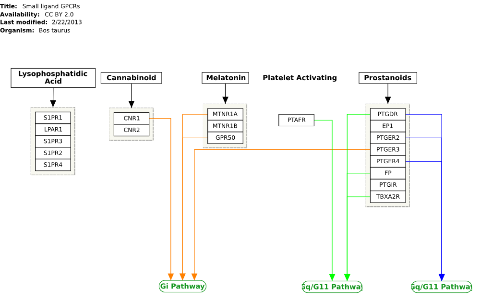 Title: Small ligand GPCRs
Availability: CC BY 2.0
Last modified: 2/22/2013
Organism: Bos taurus
Lysophosphatidic
Acid
Cannabinoid
Melatonin
Platelet Activating
Prostanoids
S1PR1
LPAR1
S1PR3
S1PR2
S1PR4
CNR1
CNR2
MTNR1A
MTNR1B
GPR50
PTAFR
PTGDR
EP1
PTGER2
PTGER3
PTGER4
FP
PTGIR
TBXA2R
Gi Pathway
Gq/G11 Pathwa
Gq/G11 Pathwa